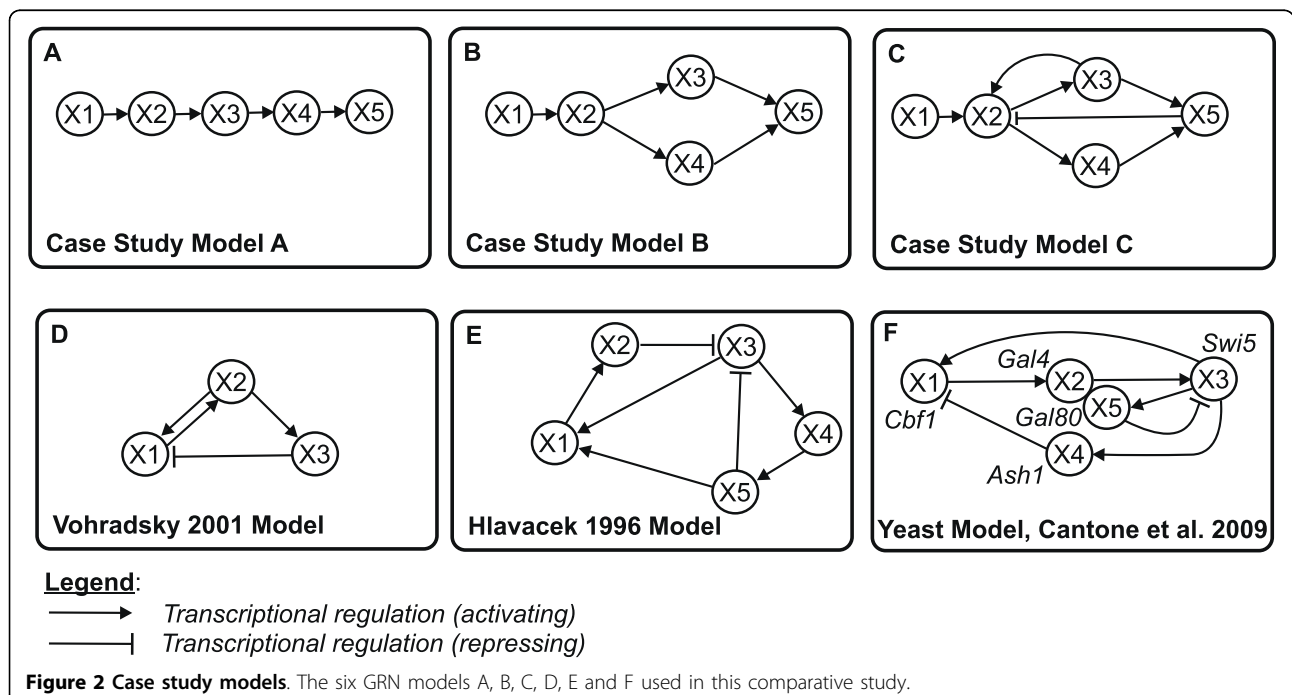 A
X1 X2 X3 X4 X5
Case Study Model A
B
X1 X2 X3 X4 X5
Case Study Model B
C
X1 X2 X3 X4 X5
Case Study Model C
D
X2
X1 X3
Vohradsky 2001 Model
E
X2 X3
X1 X4
X5
Hlavacek 1996 Model
F
Swi5
Gal4
X1 X2 X3
Cbf1 Gal80 X5
X4
Ash1
Yeast Model, Cantone et al. 2009
Legend:
Transcriptional regulation (activating)
Transcriptional regulation (repressing)
Figure 2 Case study models. The six GRN models A, B, C, D, E and F used in this comparative study.